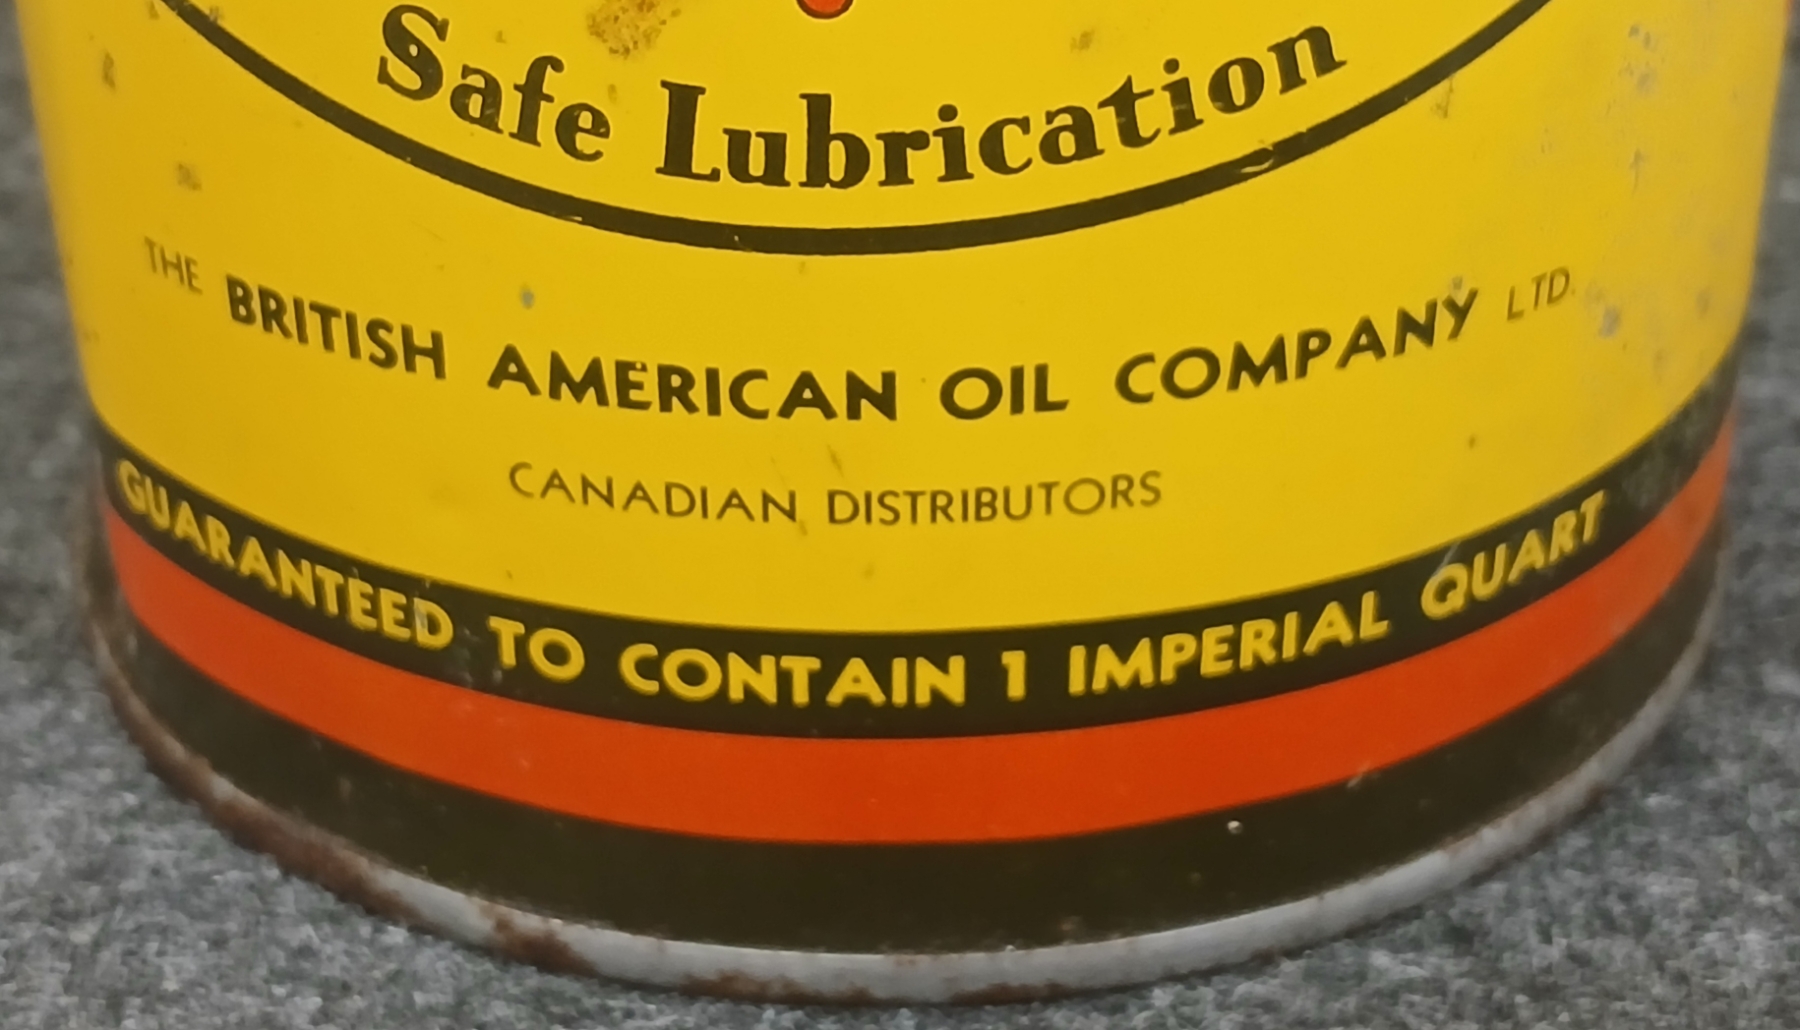 Safe Lubrication
THE BRITISH AMERICAN OIL COMPANY LTD.
CANADIAN DISTRIBUTORS
GUARANTEED TO CONTAIN 1 IMPERIAL QUART